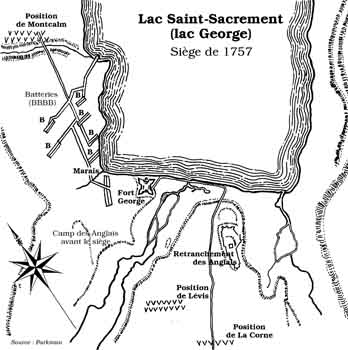 Lac Saint-Sacrement
(lac George)
Siège de 1757
Position
de Montcalm
Batteries
(BBBB)
B
B
B
B
B
Marais
Fort
George
Camp des Anglais
avant le siège
Retranchement
des Anglais
Position
de Lévis
Position
de La Corne
Source : Parkman